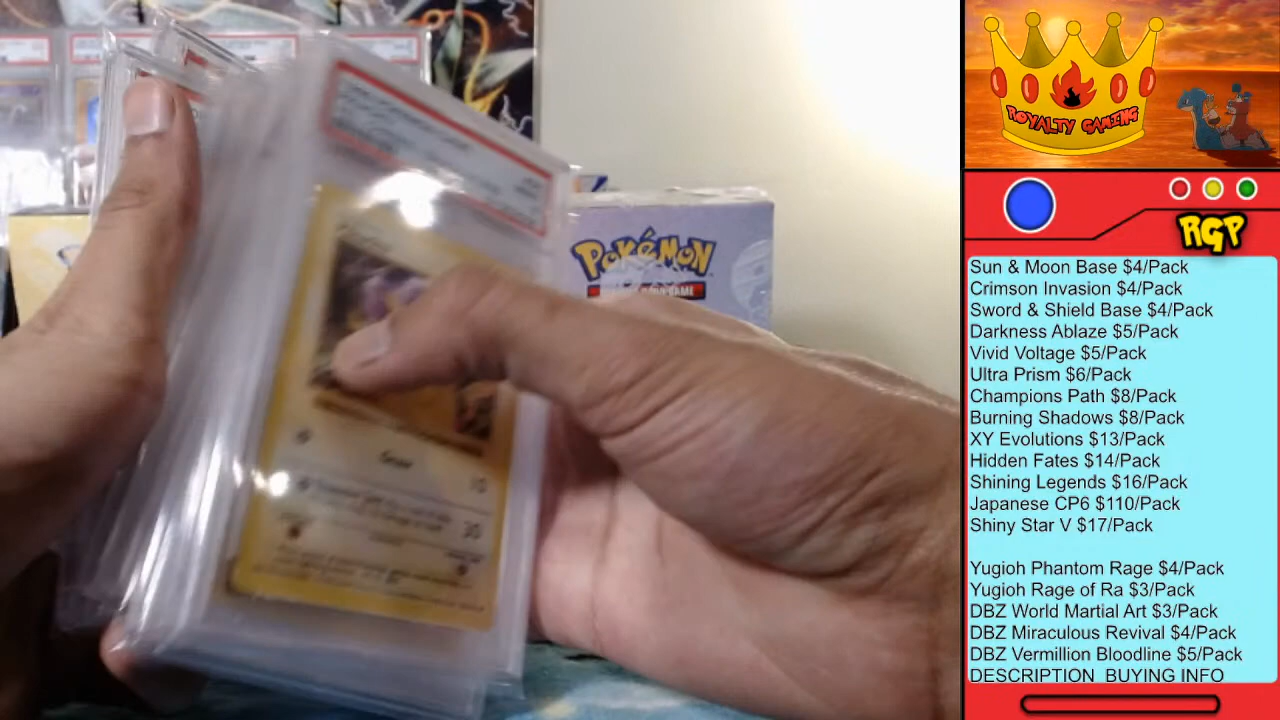 POKéMON
ROYALTY GAMING
RGP
Sun & Moon Base $4/Pack
Crimson Invasion $4/Pack
Sword & Shield Base $4/Pack
Darkness Ablaze $5/Pack
Vivid Voltage $5/Pack
Ultra Prism $6/Pack
Champions Path $8/Pack
Burning Shadows $8/Pack
XY Evolutions $13/Pack
Hidden Fates $14/Pack
Shining Legends $16/Pack
Japanese CP6 $110/Pack
Shiny Star V $17/Pack
Yugioh Phantom Rage $4/Pack
Yugioh Rage of Ra $3/Pack
DBZ World Martial Art $3/Pack
DBZ Miraculous Revival $4/Pack
DBZ Vermillion Bloodline $5/Pack
DESCRIPTION BUYING INFO